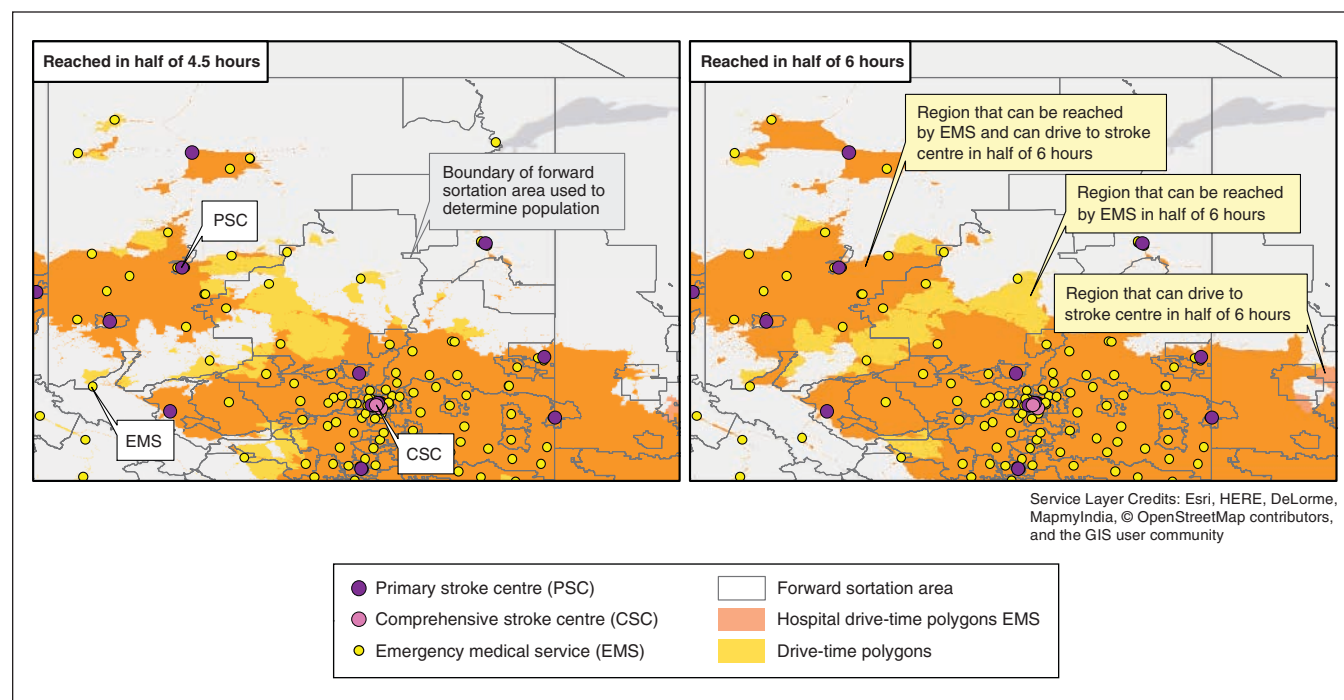 Reached in half of 4.5 hours
Boundary of forward
sortation area used to
determine population
PSC
EMS
CSC
Reached in half of 6 hours
Region that can be reached
by EMS and can drive to stroke
centre in half of 6 hours
Region that can be reached
by EMS in half of 6 hours
Region that can drive to
stroke centre in half of 6 hours
Service Layer Credits: Esri, HERE, DeLorme,
MapmyIndia, © OpenStreetMap contributors,
and the GIS user community
Primary stroke centre (PSC)
Comprehensive stroke centre (CSC)
Emergency medical service (EMS)
Forward sortation area
Hospital drive-time polygons EMS
Drive-time polygons